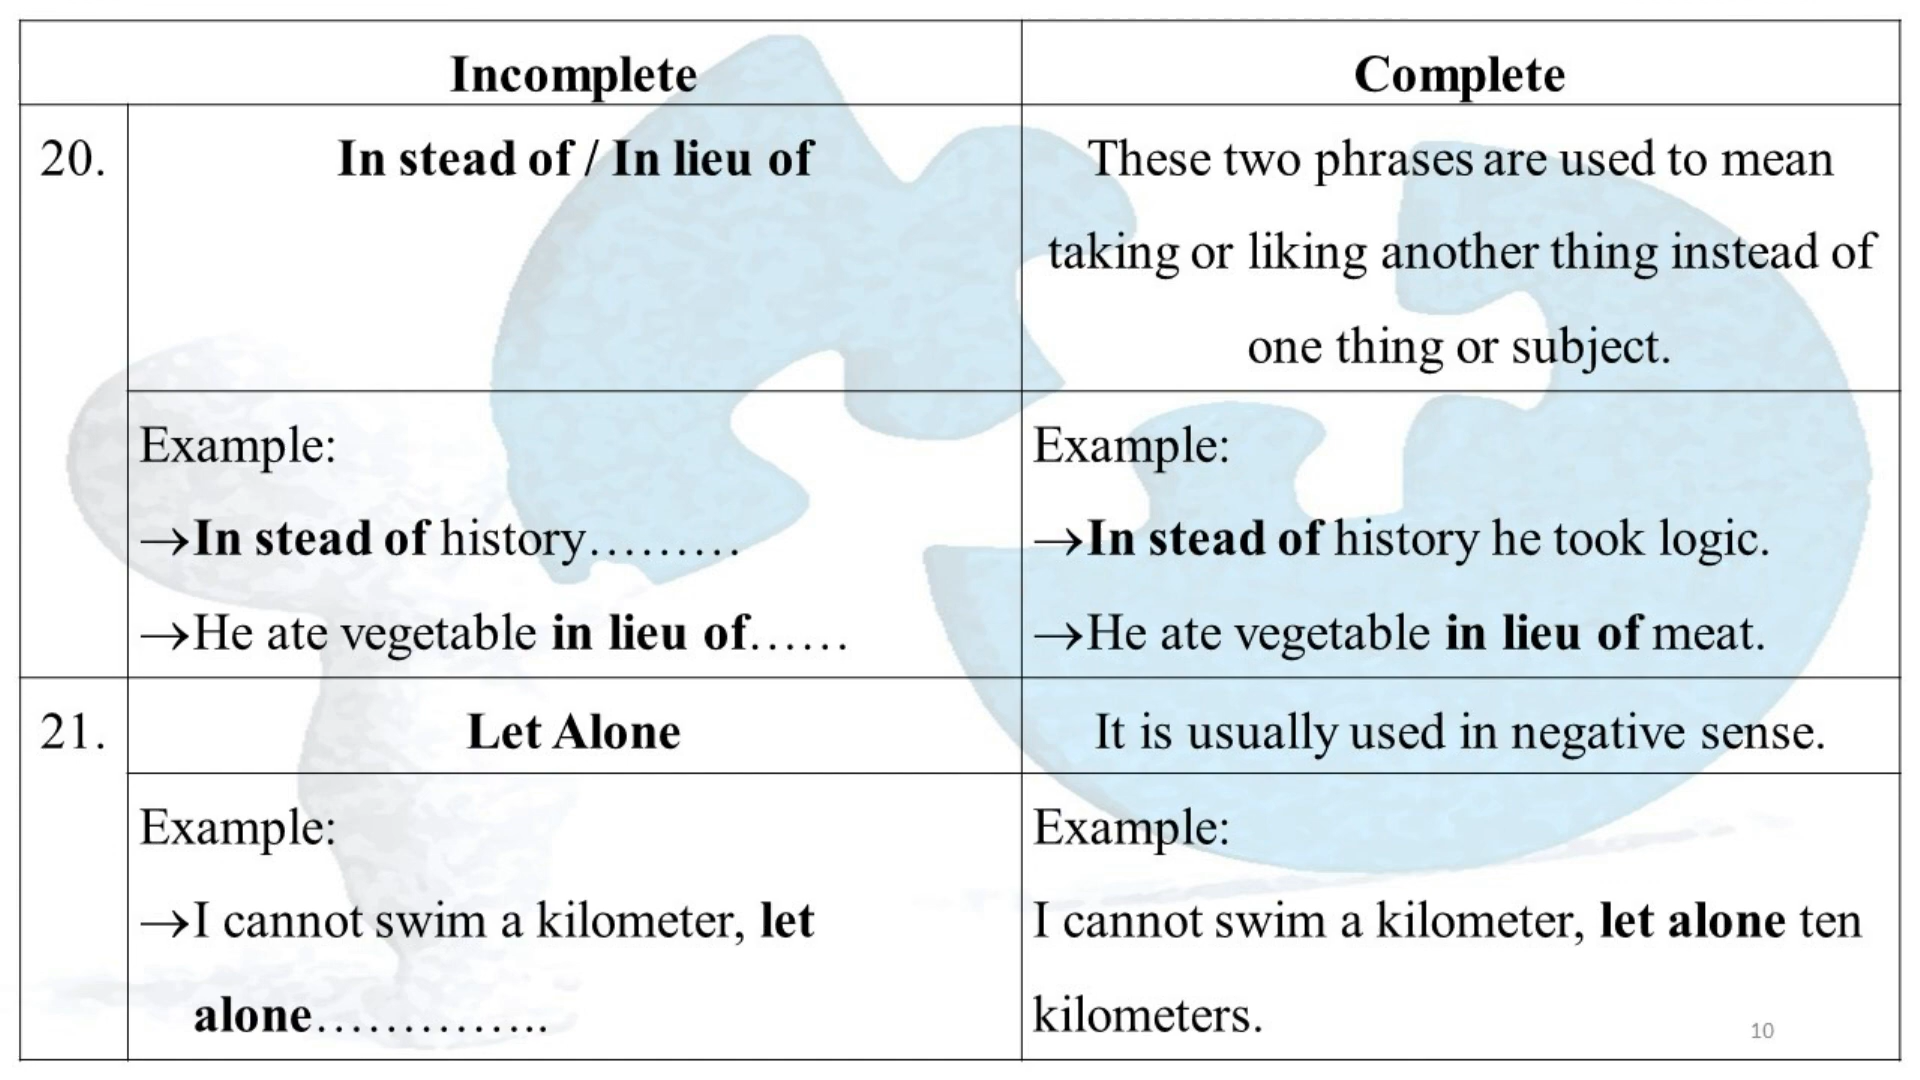 Incomplete
Complete
20.
In stead of / In lieu of
These two phrases are used to mean
taking or liking another thing instead of
one thing or subject.
Example:
→In stead of history………
→He ate vegetable in lieu of……
Example:
→In stead of history he took logic.
→He ate vegetable in lieu of meat.
21.
Let Alone
It is usually used in negative sense.
Example:
→I cannot swim a kilometer, let
alone…………..
Example:
I cannot swim a kilometer, let alone ten
kilometers.
10